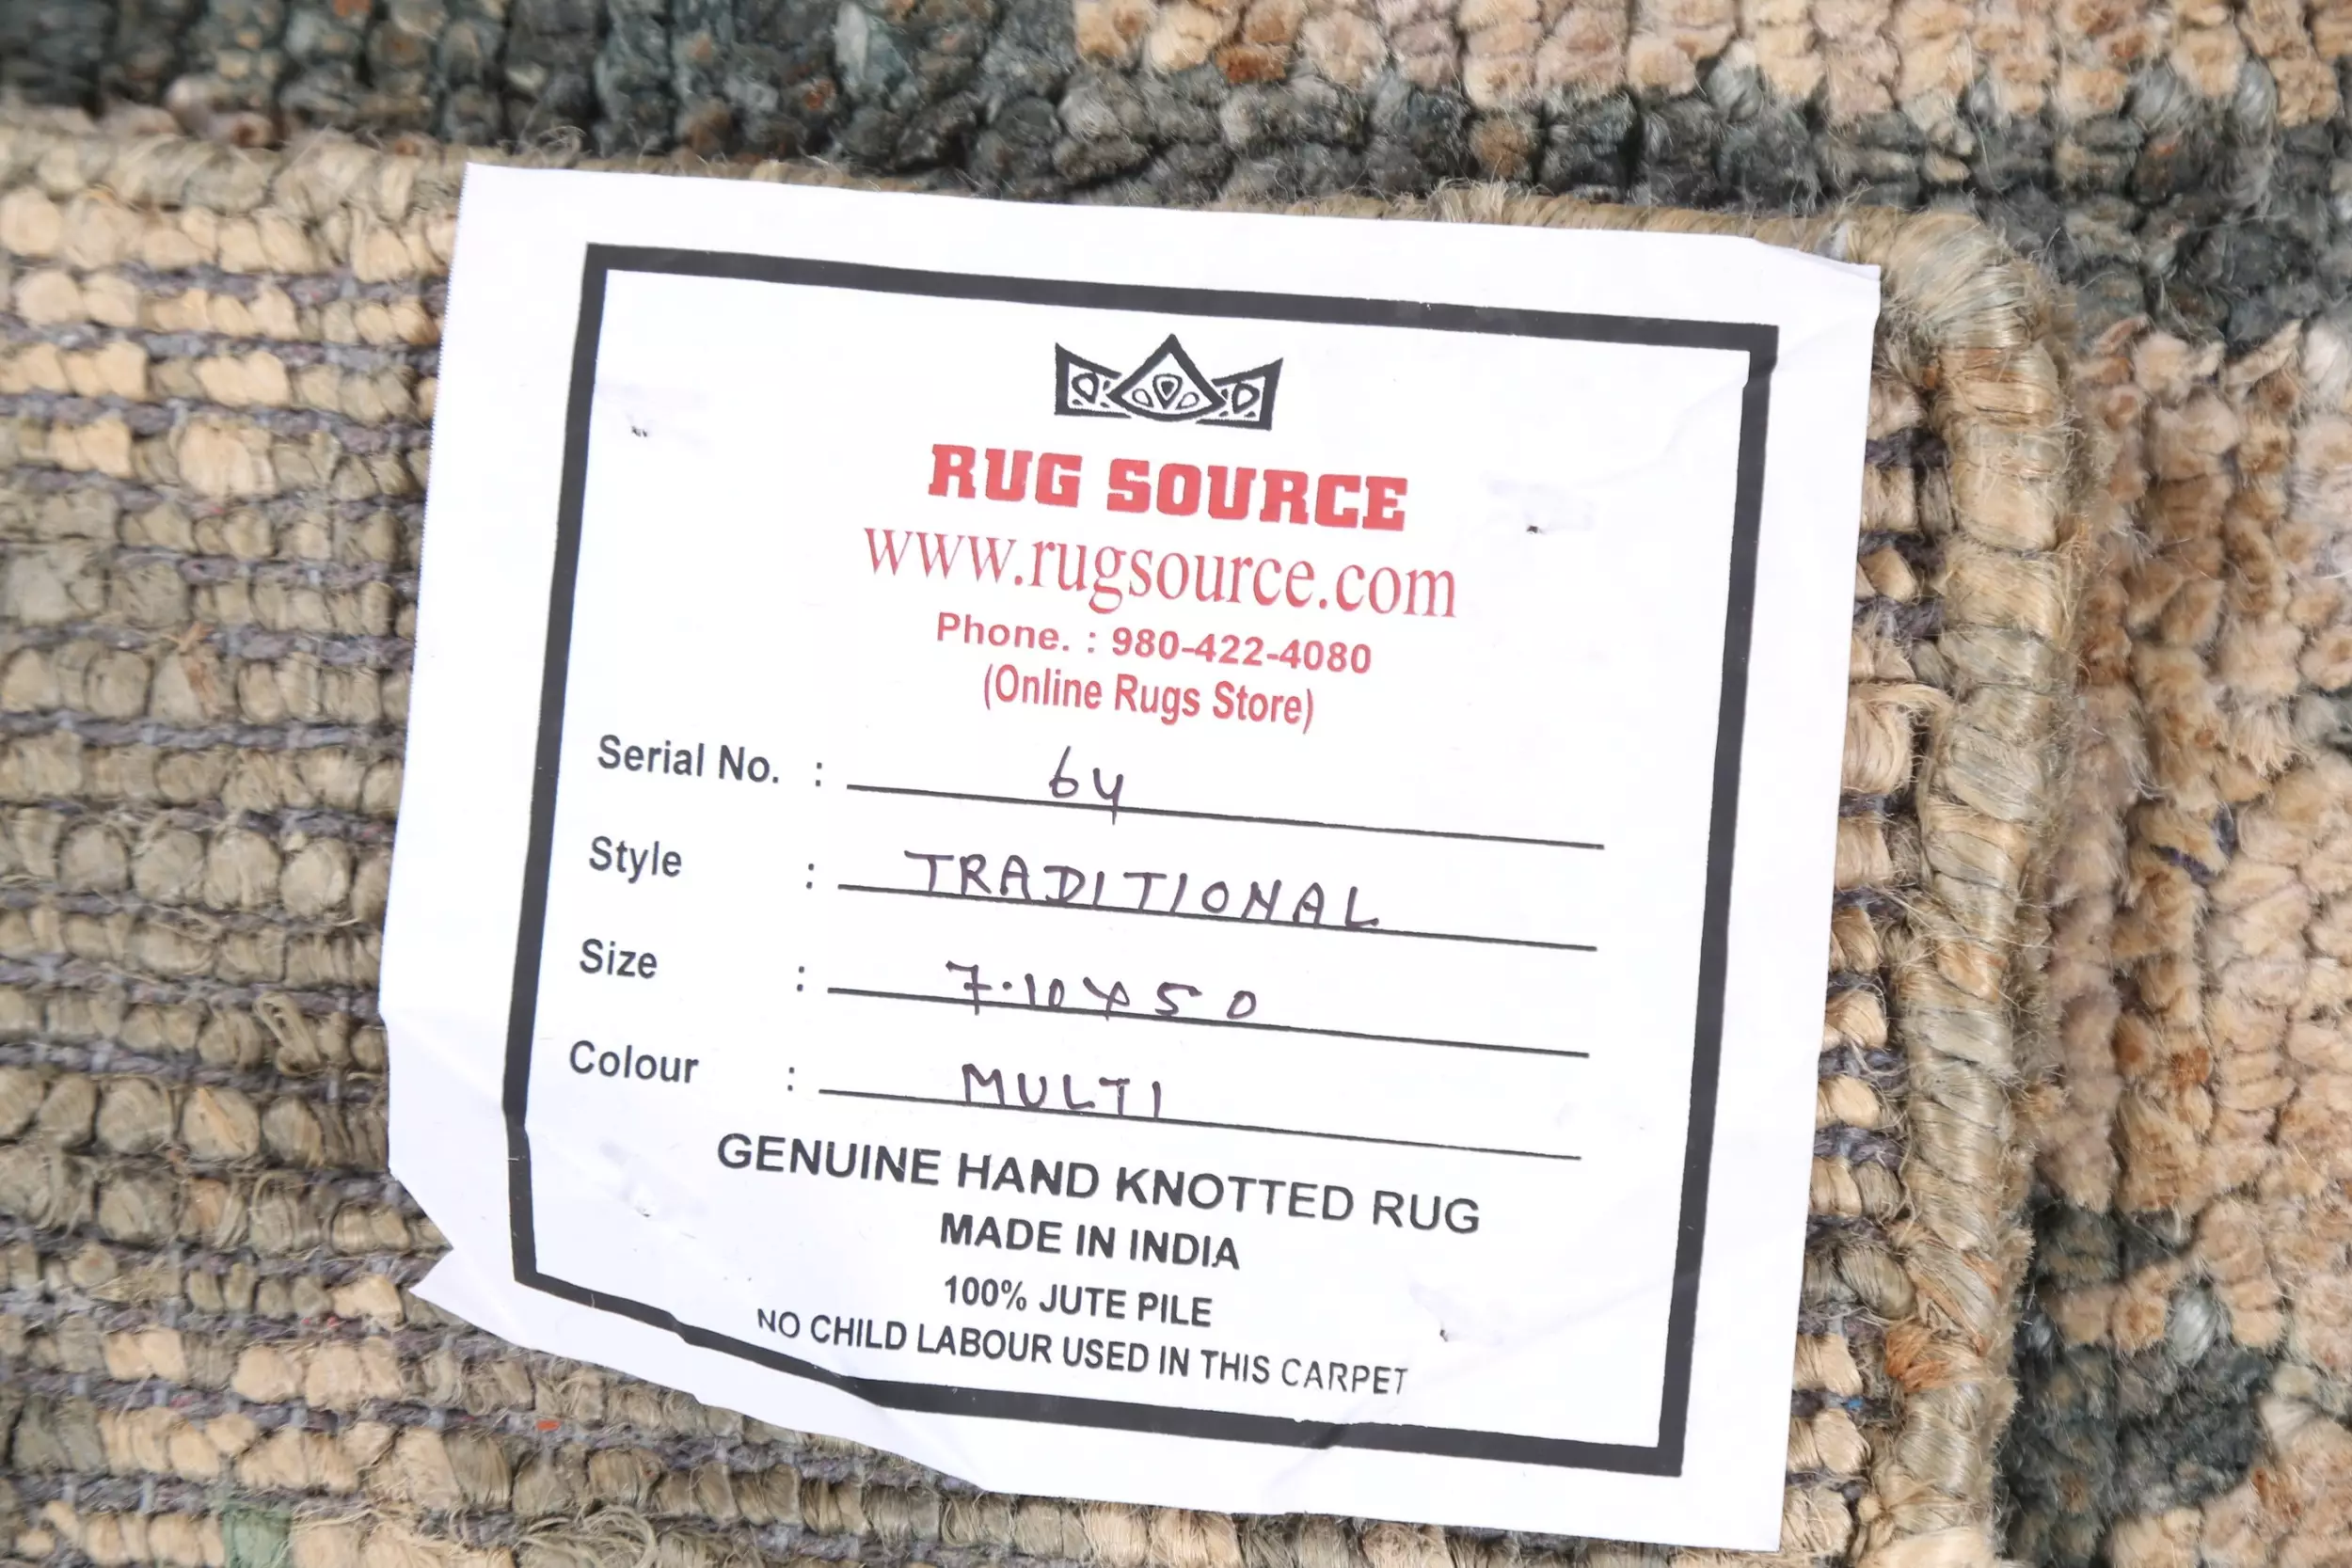 RUG SOURCE
www.rugsource.com
Phone. : 980-422-4080
(Online Rugs Store)
Serial No. : 64
Style : TRADITIONAL
Size : 7.10x50
Colour : MULTI
GENUINE HAND KNOTTED RUG
MADE IN INDIA
100% JUTE PILE
NO CHILD LABOUR USED IN THIS CARPET